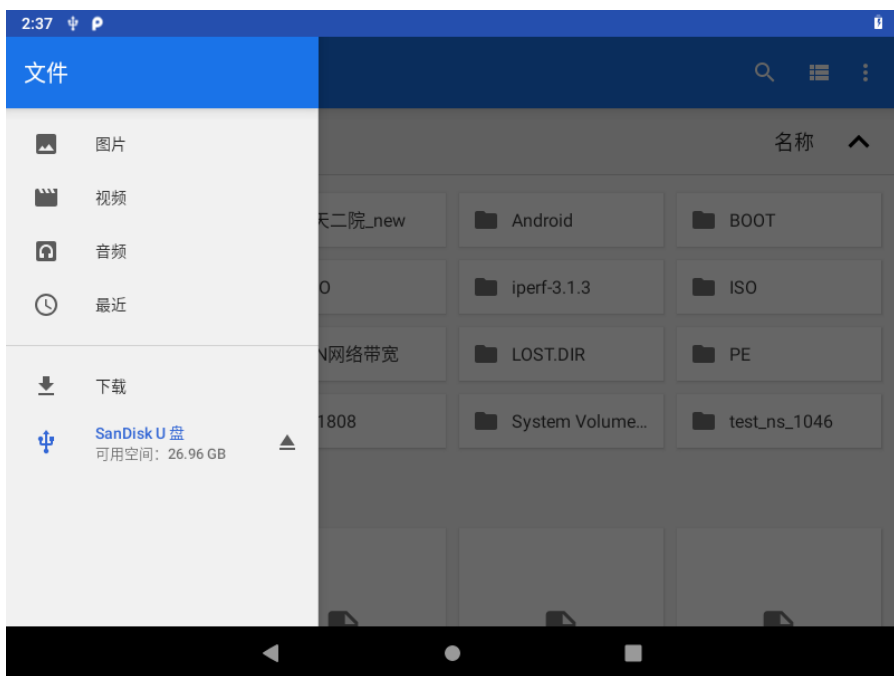 2:37
文件
图片
视频
音频
最近
下载
SanDisk U 盘
可用空间：26.96 GB
名称
二院_new
Android
BOOT
iperf-3.1.3
ISO
网络带宽
LOST.DIR
PE
1808
System Volume...
test_ns_1046